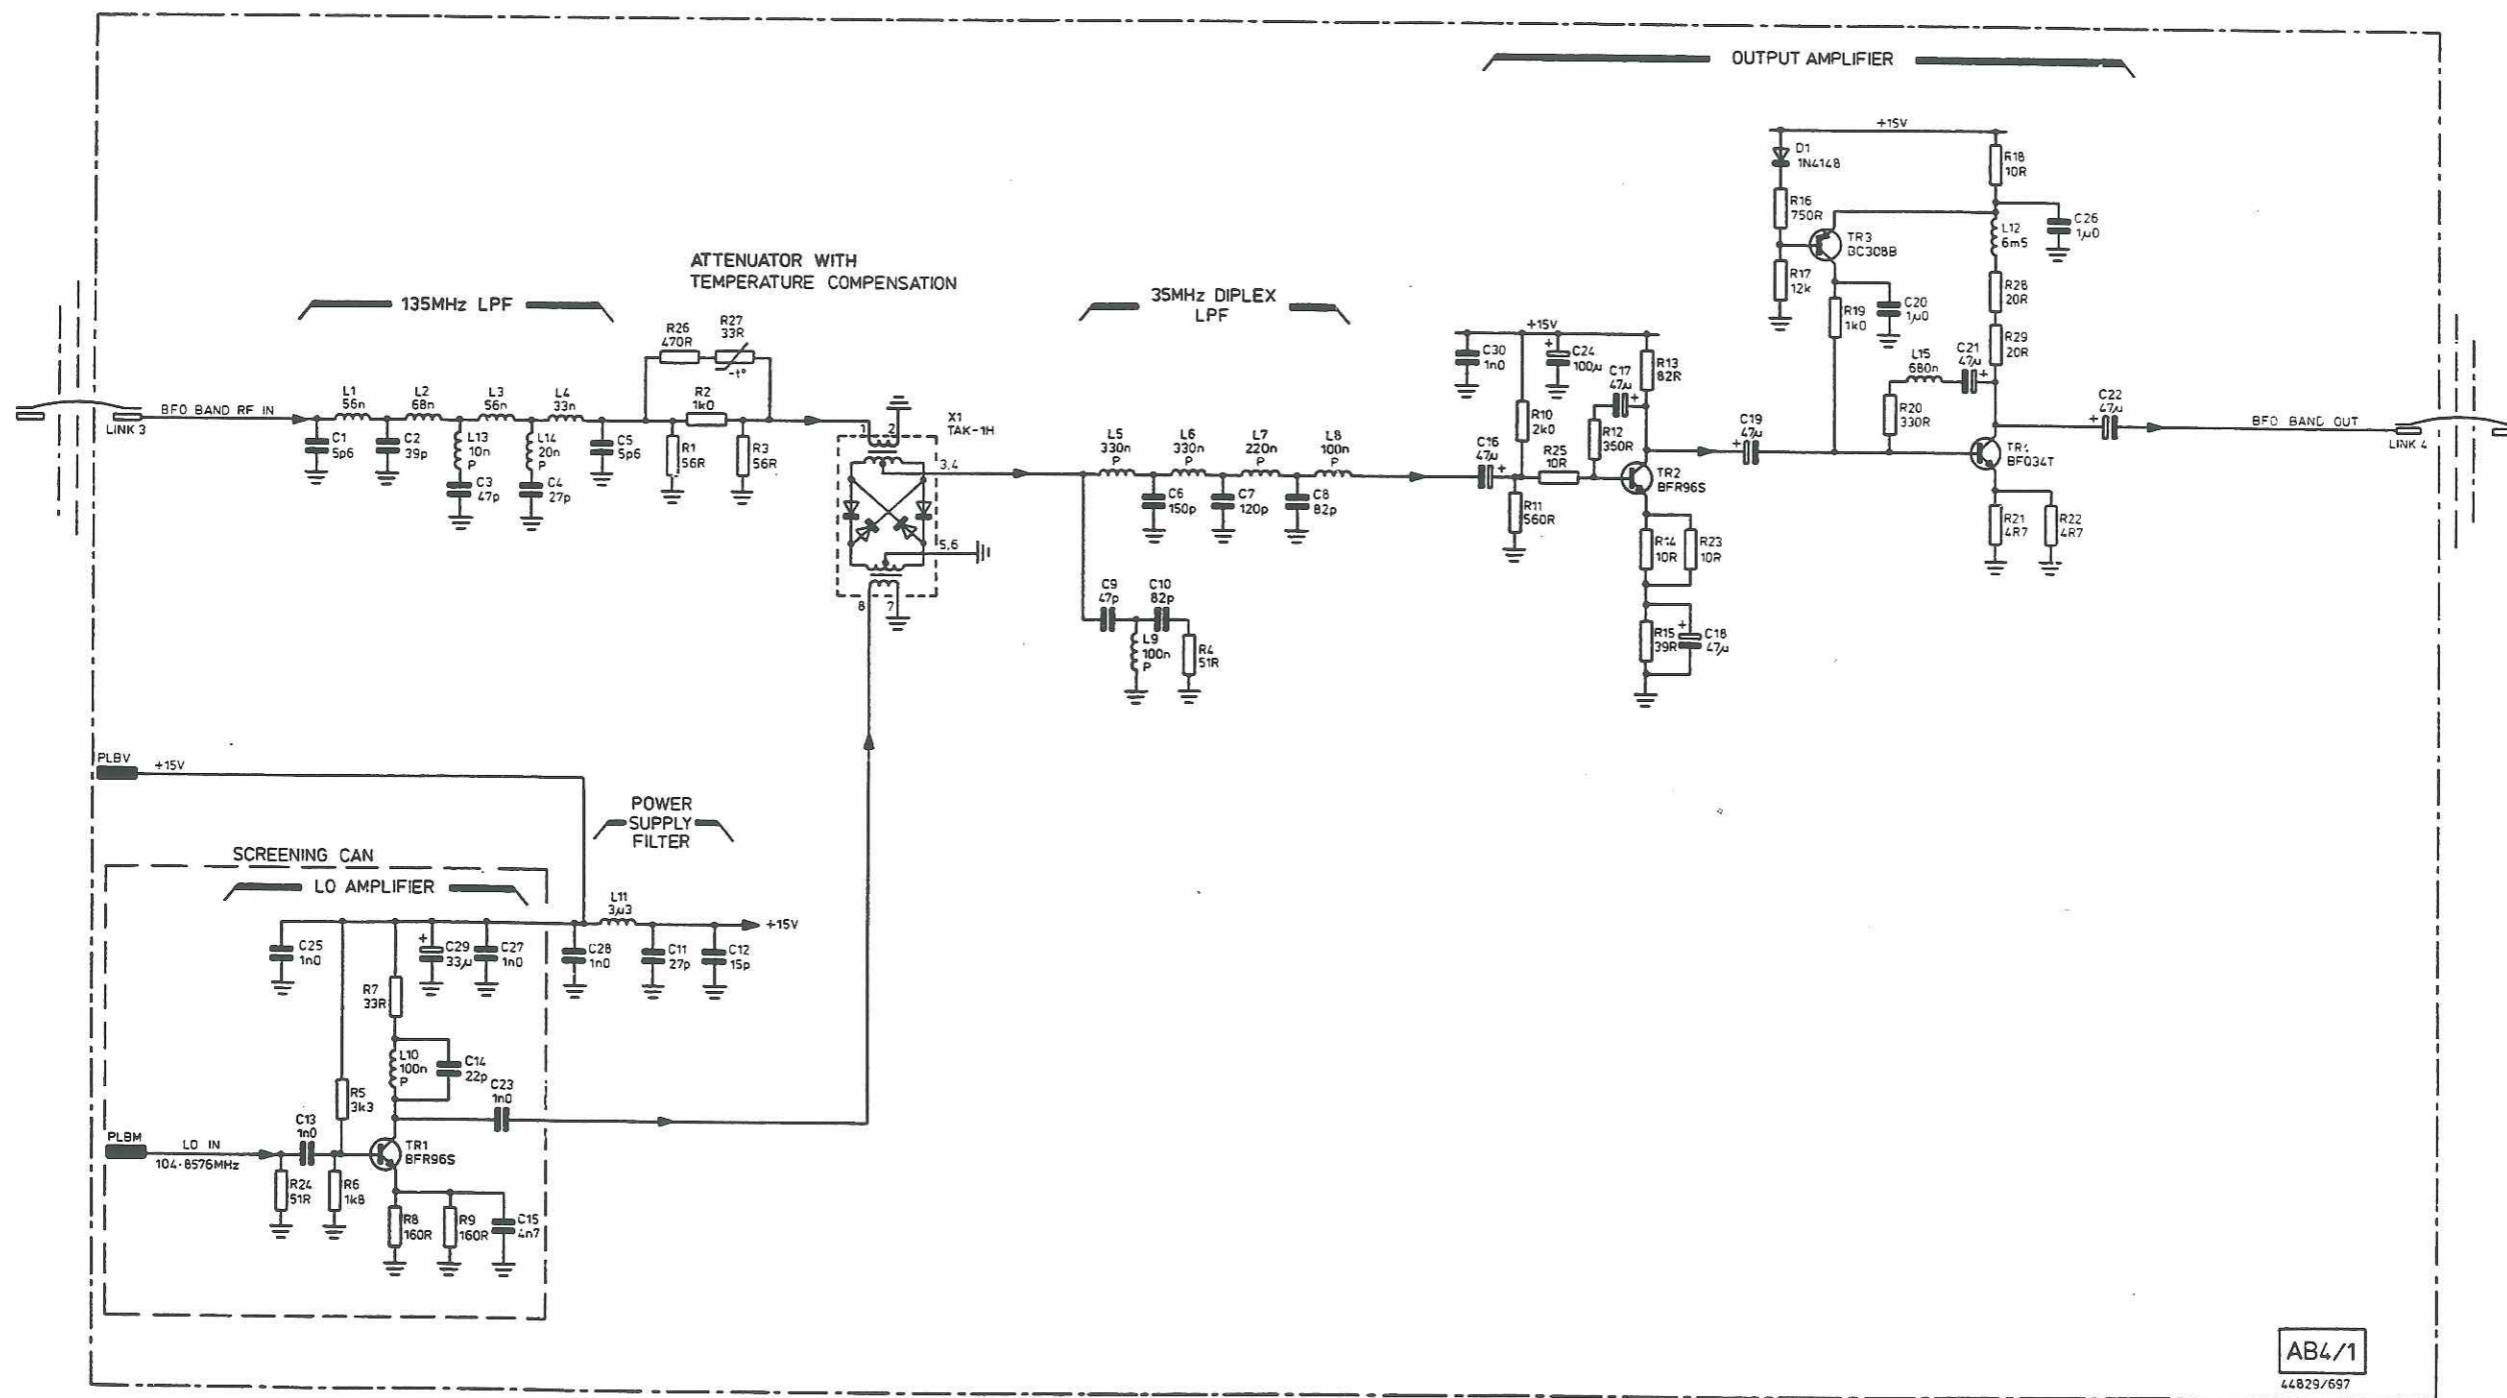 OUTPUT AMPLIFIER
+15V
D1
1N4148
R18
10R
R16
750R
C26
1µ0
L12
6m5
TR3
BC308B
R17
12k
R28
20R
C20
1µ0
R19
1k0
R29
20R
L15
680n
C21
47µ
+
R20
330R
C22
47µ
+
BFO BAND OUT
LINK 4
BFQ34T
R21
4R7
R22
4R7
ATTENUATOR WITH
TEMPERATURE COMPENSATION
135MHz LPF
35MHz DIPLEX
LPF
R26
470R
R27
33R
-t°
BFO BAND RF IN
LINK 3
L1
56n
L2
68n
L3
56n
L4
33n
C1
5p6
C2
39p
L13
10n
P
C3
47p
L14
20n
P
C4
27p
C5
5p6
R2
1k0
R1
56R
R3
56R
X1
TAK-1H
1
2
3,4
5,6
8
7
L5
330n
P
L6
330n
P
L7
220n
P
L8
100n
P
C6
150p
C7
120p
C8
82p
C9
47p
C10
82p
L9
100n
P
R4
51R
+15V
C30
1n0
+
C24
100µ
R13
82R
C17
47µ
+
R10
2k0
R12
350R
C16
47µ
+
R25
10R
R11
560R
TR2
BFR96S
C19
47µ
+
R14
10R
R23
10R
R15
39R
+
C18
47µ
PLBV
+15V
POWER
SUPPLY
FILTER
SCREENING CAN
LO AMPLIFIER
L11
3µ3
+15V
C25
1n0
+
C29
33µ
C27
1n0
C28
1n0
C11
27p
C12
15p
R7
33R
L10
100n
P
C14
22p
C23
1n0
R5
3k3
C13
1n0
PLBM
LO IN
104·8576MHz
TR1
BFR96S
R24
51R
R6
1k8
R8
160R
R9
160R
C15
4n7
AB4/1
44829/697